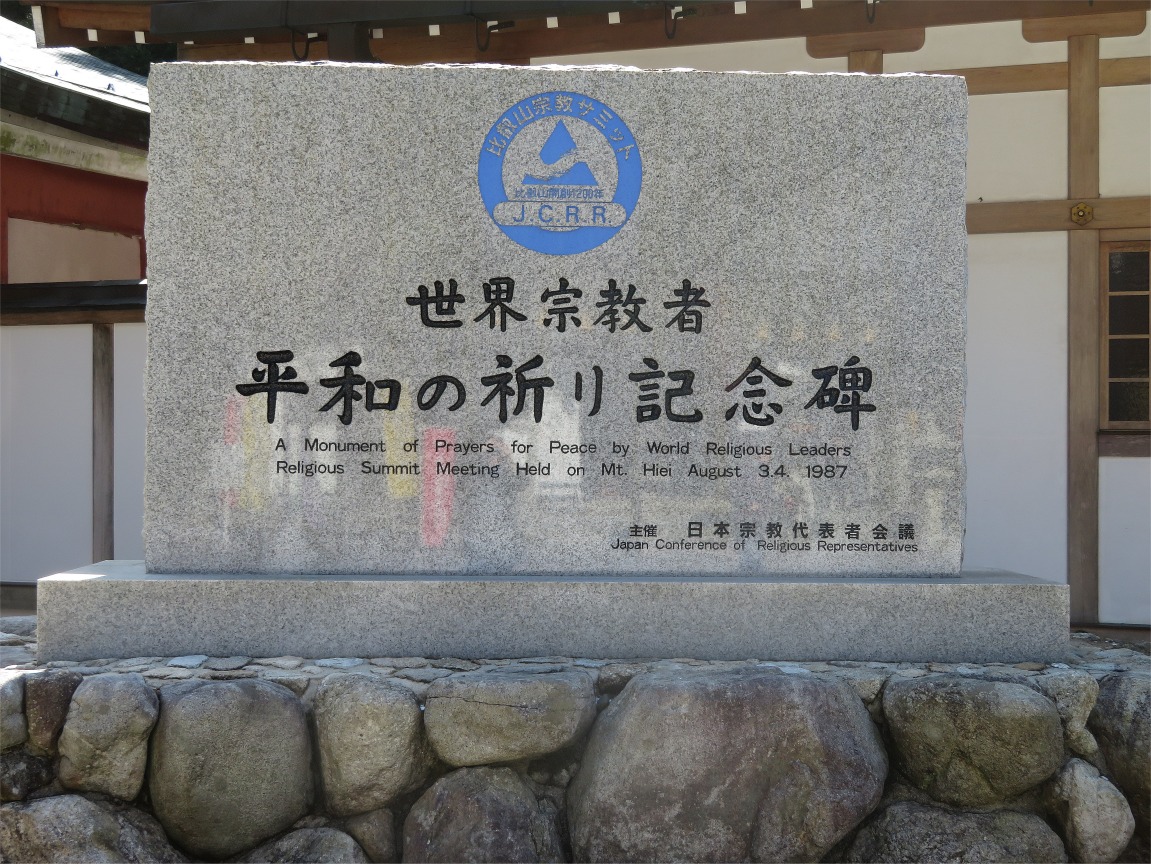 比叡山宗教サミット
比叡山開創1200年
J.C.R.R.
世界宗教者
平和の祈り記念碑
A Monument of Prayers for Peace by World Religious Leaders
Religious Summit Meeting Held on Mt. Hiei August 3.4. 1987
主催 日本宗教代表者会議
Japan Conference of Religious Representatives